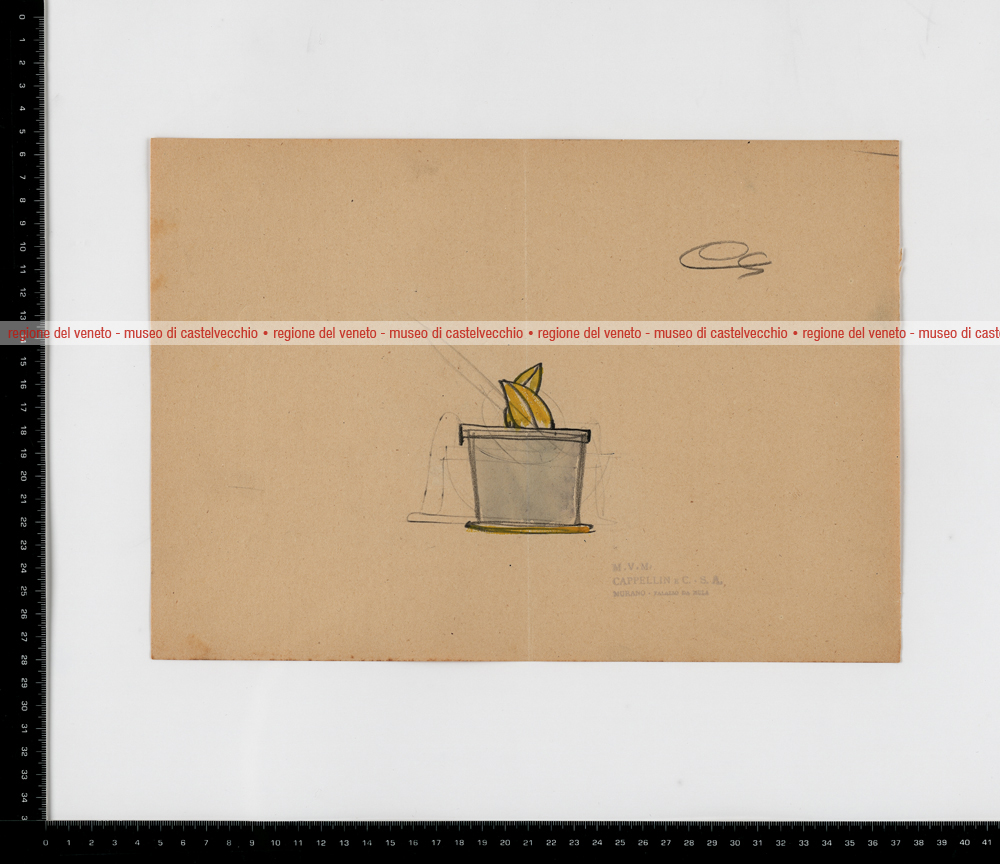 regione del veneto - museo di castelvecchio • regione del veneto - museo di castelvecchio • regione del veneto - museo di castelvecchio • regione del veneto - museo di cast
M.V.M.
CAPPELLIN & C. - S. A.
MURANO -
0 1 2 3 4 5 6 7 8 9 10 11 12 13 14 15 16 17 18 19 20 21 22 23 24 25 26 27 28 29 30 31 32 33 34 3
0 1 2 3 4 5 6 7 8 9 10 11 12 13 14 15 16 17 18 19 20 21 22 23 24 25 26 27 28 29 30 31 32 33 34 35 36 37 38 39 40 41